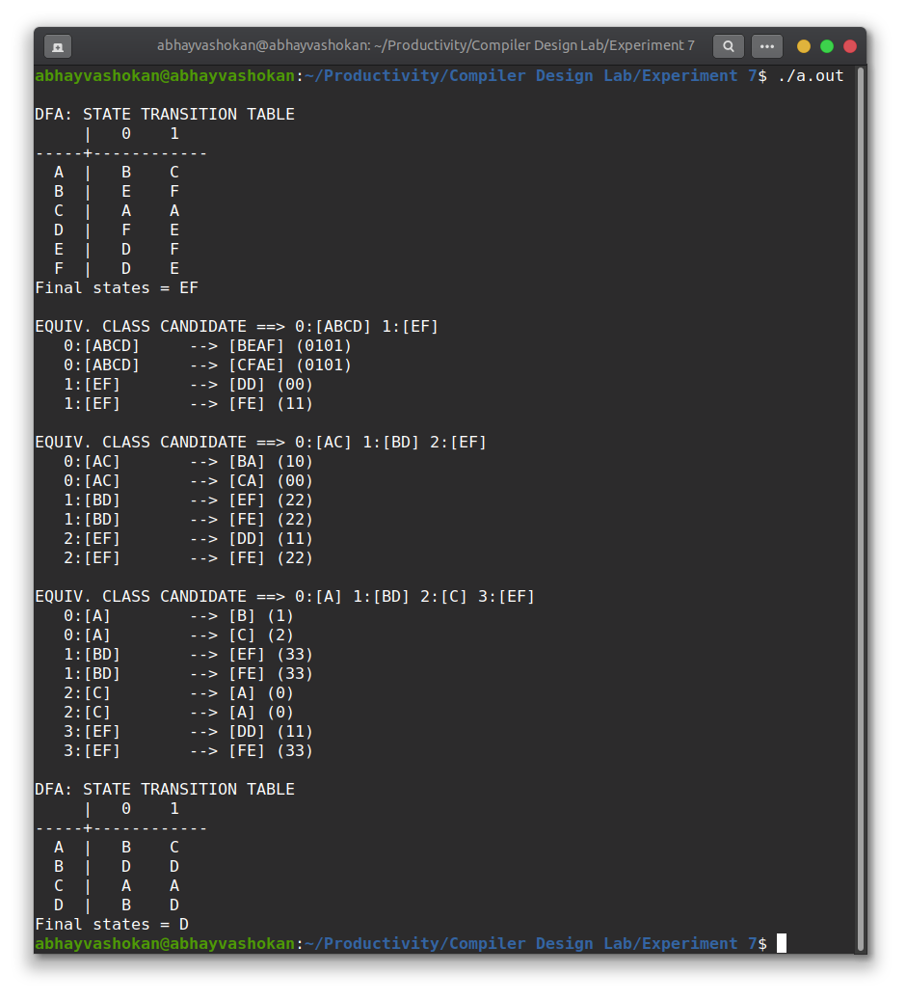 abhayvashokan@abhayvashokan: ~/Productivity/Compiler Design Lab/Experiment 7
abhayvashokan@abhayvashokan:~/Productivity/Compiler Design Lab/Experiment 7$ ./a.out

DFA: STATE TRANSITION TABLE
     |   0    1
-----+------------
  A  |   B    C
  B  |   E    F
  C  |   A    A
  D  |   F    E
  E  |   D    F
  F  |   D    E
Final states = EF

EQUIV. CLASS CANDIDATE ==> 0:[ABCD] 1:[EF]
   0:[ABCD]     --> [BEAF] (0101)
   0:[ABCD]     --> [CFAE] (0101)
   1:[EF]       --> [DD] (00)
   1:[EF]       --> [FE] (11)

EQUIV. CLASS CANDIDATE ==> 0:[AC] 1:[BD] 2:[EF]
   0:[AC]       --> [BA] (10)
   0:[AC]       --> [CA] (00)
   1:[BD]       --> [EF] (22)
   1:[BD]       --> [FE] (22)
   2:[EF]       --> [DD] (11)
   2:[EF]       --> [FE] (22)

EQUIV. CLASS CANDIDATE ==> 0:[A] 1:[BD] 2:[C] 3:[EF]
   0:[A]        --> [B] (1)
   0:[A]        --> [C] (2)
   1:[BD]       --> [EF] (33)
   1:[BD]       --> [FE] (33)
   2:[C]        --> [A] (0)
   2:[C]        --> [A] (0)
   3:[EF]       --> [DD] (11)
   3:[EF]       --> [FE] (33)

DFA: STATE TRANSITION TABLE
     |   0    1
-----+------------
  A  |   B    C
  B  |   D    D
  C  |   A    A
  D  |   B    D
Final states = D
abhayvashokan@abhayvashokan:~/Productivity/Compiler Design Lab/Experiment 7$